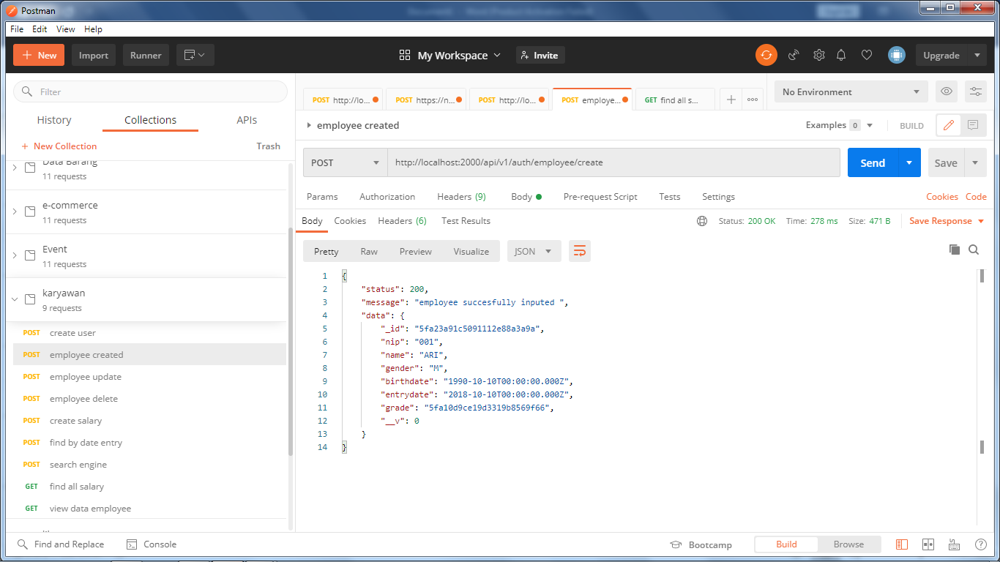 Postman
File Edit View Help
New Import Runner My Workspace Invite Upgrade
Filter
History Collections APIs
New Collection Trash
Data Barang
11 requests
e-commerce
11 requests
Event
11 requests
karyawan
9 requests
POST create user
POST employee created
POST employee update
POST employee delete
POST create salary
POST find by date entry
POST search engine
GET find all salary
GET view data employee
POST http://lo... POST https://n... POST http://lo... POST employe... GET find all s...
No Environment
employee created Examples 0 BUILD
POST http://localhost:2000/api/v1/auth/employee/create Send Save
Params Authorization Headers (9) Body Pre-request Script Tests Settings Cookies Code
Body Cookies Headers (6) Test Results Status: 200 OK Time: 278 ms Size: 471 B Save Response
Pretty Raw Preview Visualize JSON
1 {
2 "status": 200,
3 "message": "employee succesfully inputed ",
4 "data": {
5 "_id": "5fa23a91c5091112e88a3a9a",
6 "nip": "001",
7 "name": "ARI",
8 "gender": "M",
9 "birthdate": "1990-10-10T00:00:00.000Z",
10 "entrydate": "2018-10-10T00:00:00.000Z",
11 "grade": "5fa10d9ce19d3319b8569f66",
12 "__v": 0
13 }
14 }
Find and Replace Console Bootcamp Build Browse